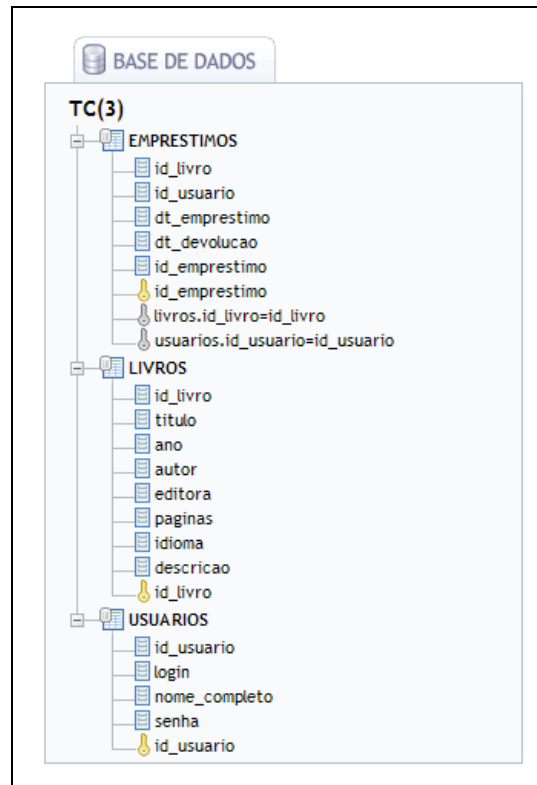 BASE DE DADOS
TC(3)
EMPRESTIMOS
id_livro
id_usuario
dt_emprestimo
dt_devolucao
id_emprestimo
id_emprestimo
livros.id_livro=id_livro
usuarios.id_usuario=id_usuario
LIVROS
id_livro
titulo
ano
autor
editora
paginas
idioma
descricao
id_livro
USUARIOS
id_usuario
login
nome_completo
senha
id_usuario